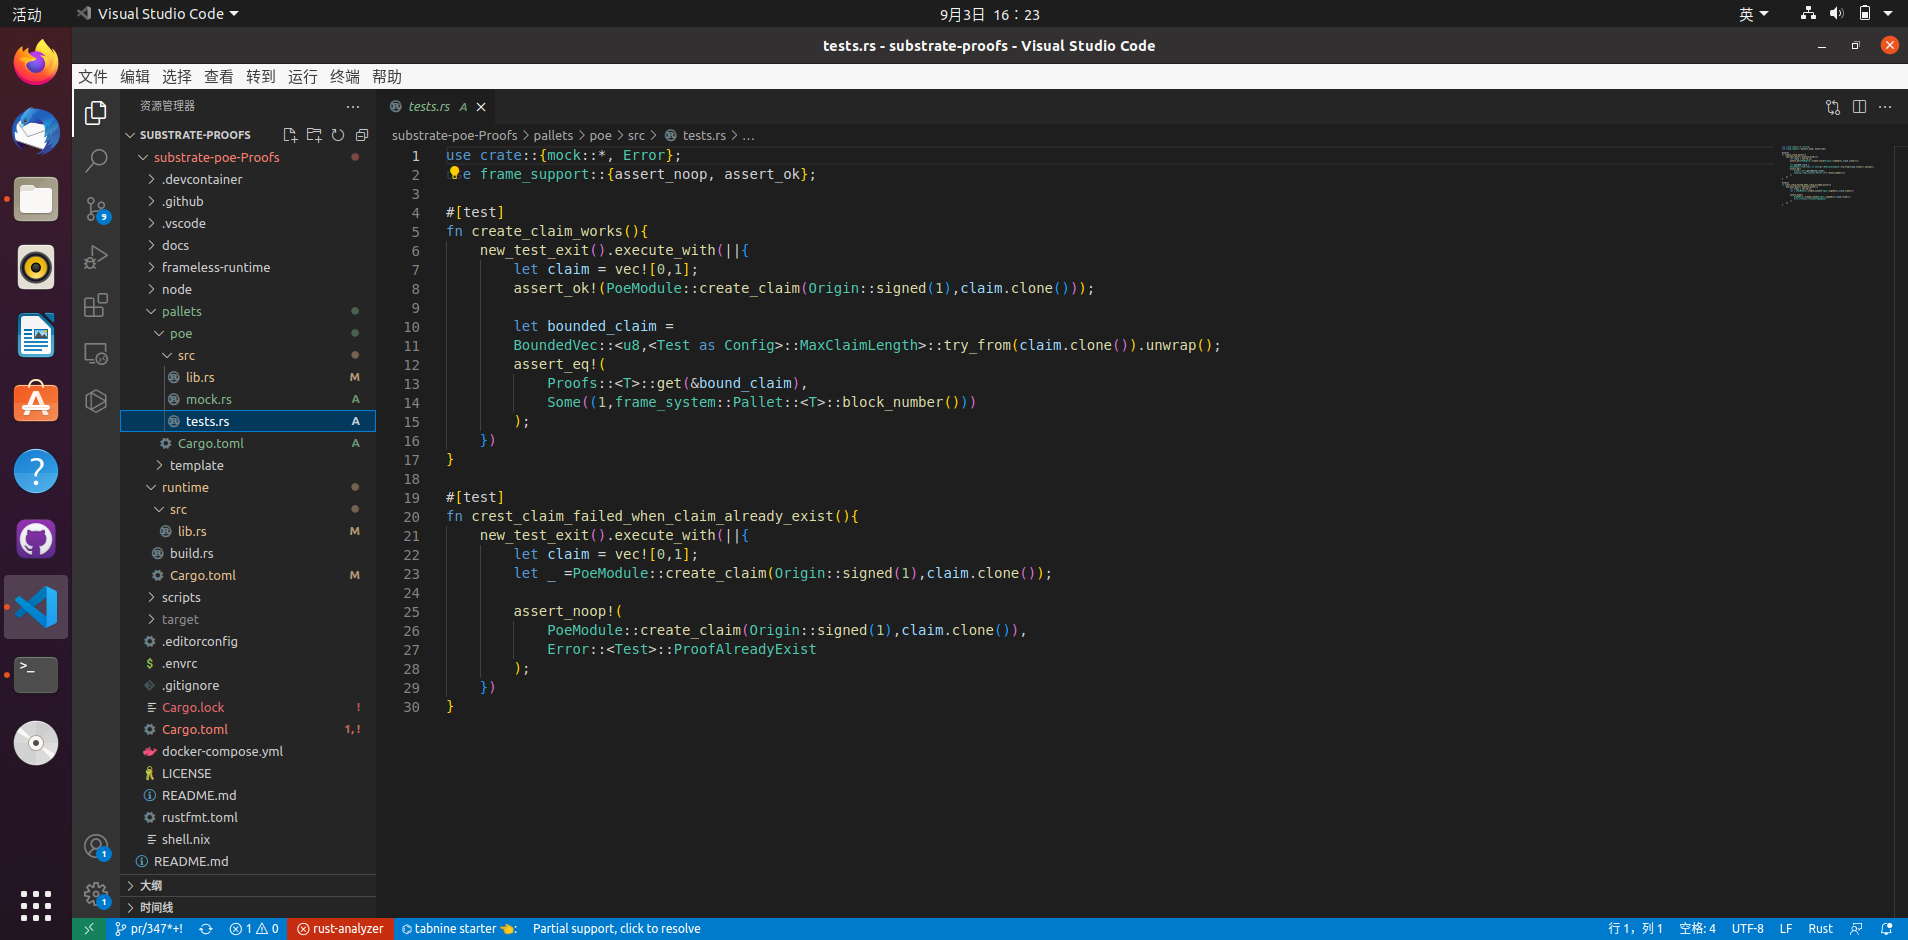 活动
Visual Studio Code
9月3日 16：23
英
tests.rs - substrate-proofs - Visual Studio Code
文件 编辑 选择 查看 转到 运行 终端 帮助
资源管理器
SUBSTRATE-PROOFS
substrate-poe-Proofs
.devcontainer
.github
.vscode
docs
frameless-runtime
node
pallets
poe
src
lib.rs M
mock.rs A
tests.rs A
Cargo.toml A
template
runtime
src
lib.rs M
build.rs
Cargo.toml M
scripts
target
.editorconfig
.envrc
.gitignore
Cargo.lock !
Cargo.toml 1, !
docker-compose.yml
LICENSE
README.md
rustfmt.toml
shell.nix
README.md
大纲
时间线
9
1
1
tests.rs A
substrate-poe-Proofs > pallets > poe > src > tests.rs > ...
1 use crate::{mock::*, Error};
2 e frame_support::{assert_noop, assert_ok};
3
4 #[test]
5 fn create_claim_works(){
6 new_test_exit().execute_with(||{
7 let claim = vec![0,1];
8 assert_ok!(PoeModule::create_claim(Origin::signed(1),claim.clone()));
9
10 let bounded_claim =
11 BoundedVec::<u8,<Test as Config>::MaxClaimLength>::try_from(claim.clone()).unwrap();
12 assert_eq!(
13 Proofs::<T>::get(&bound_claim),
14 Some((1,frame_system::Pallet::<T>::block_number()))
15 );
16 })
17 }
18
19 #[test]
20 fn crest_claim_failed_when_claim_already_exist(){
21 new_test_exit().execute_with(||{
22 let claim = vec![0,1];
23 let _ =PoeModule::create_claim(Origin::signed(1),claim.clone());
24
25 assert_noop!(
26 PoeModule::create_claim(Origin::signed(1),claim.clone()),
27 Error::<Test>::ProofAlreadyExist
28 );
29 })
30 }
pr/347*+! 1 0 rust-analyzer tabnine starter : Partial support, click to resolve
行 1，列 1 空格: 4 UTF-8 LF Rust